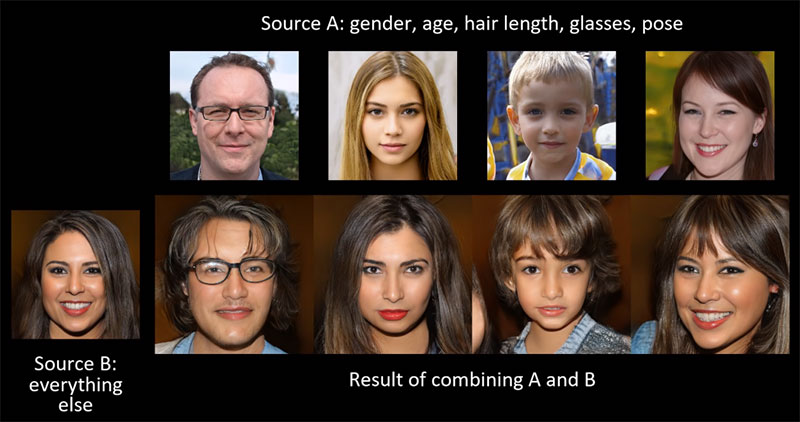 Source A: gender, age, hair length, glasses, pose
Source B:
everything
else
Result of combining A and B